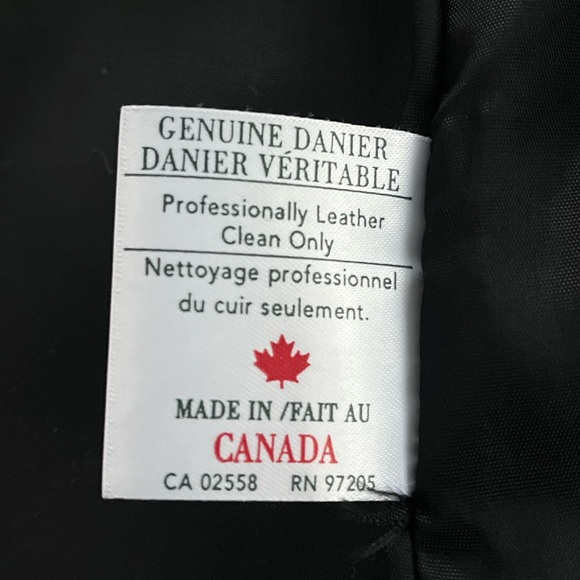 GENUINE DANIER
DANIER VÉRITABLE
Professionally Leather
Clean Only
Nettoyage professionnel
du cuir seulement.
MADE IN /FAIT AU
CANADA
CA 02558 RN 97205